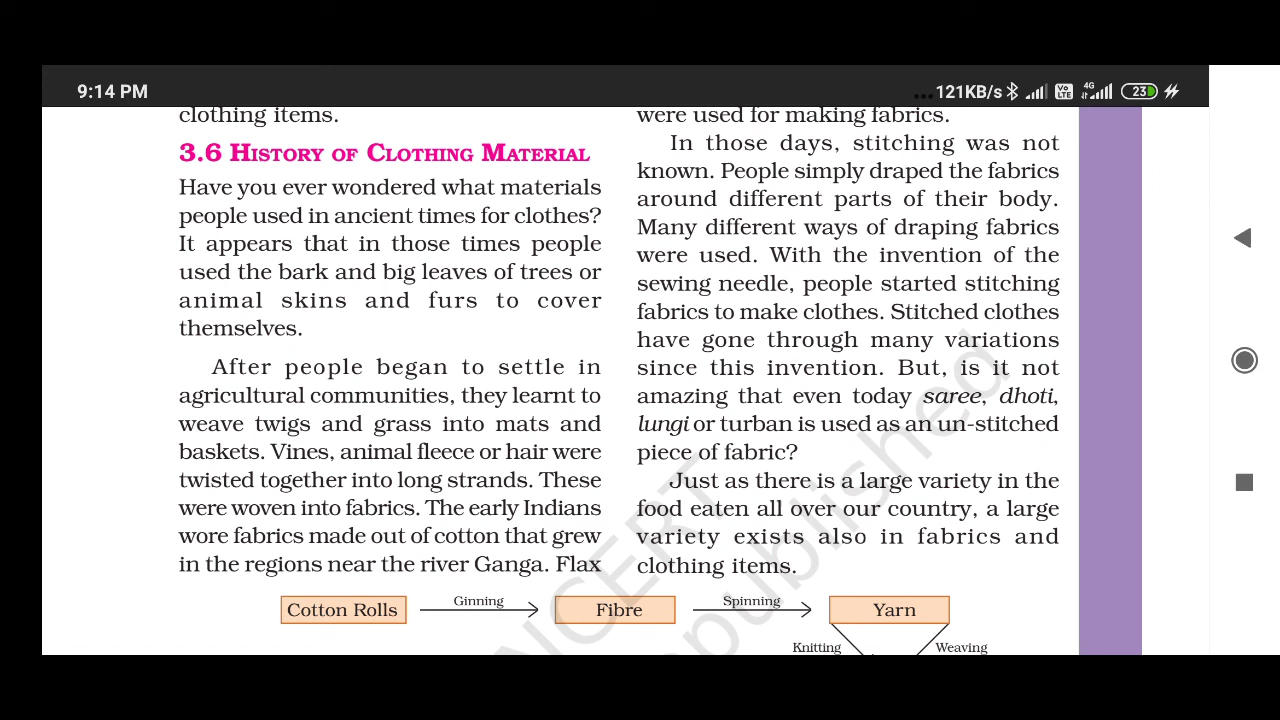 9:14 PM
...121KB/s Vo LTE 4G 23
clothing items.
3.6 HISTORY OF CLOTHING MATERIAL
Have you ever wondered what materials
people used in ancient times for clothes?
It appears that in those times people
used the bark and big leaves of trees or
animal skins and furs to cover
themselves.
After people began to settle in
agricultural communities, they learnt to
weave twigs and grass into mats and
baskets. Vines, animal fleece or hair were
twisted together into long strands. These
were woven into fabrics. The early Indians
wore fabrics made out of cotton that grew
in the regions near the river Ganga. Flax
were used for making fabrics.
In those days, stitching was not
known. People simply draped the fabrics
around different parts of their body.
Many different ways of draping fabrics
were used. With the invention of the
sewing needle, people started stitching
fabrics to make clothes. Stitched clothes
have gone through many variations
since this invention. But, is it not
amazing that even today saree, dhoti,
lungi or turban is used as an un-stitched
piece of fabric?
Just as there is a large variety in the
food eaten all over our country, a large
variety exists also in fabrics and
clothing items.
Cotton Rolls Ginning Fibre Spinning Yarn
Knitting Weaving
NCERT
published